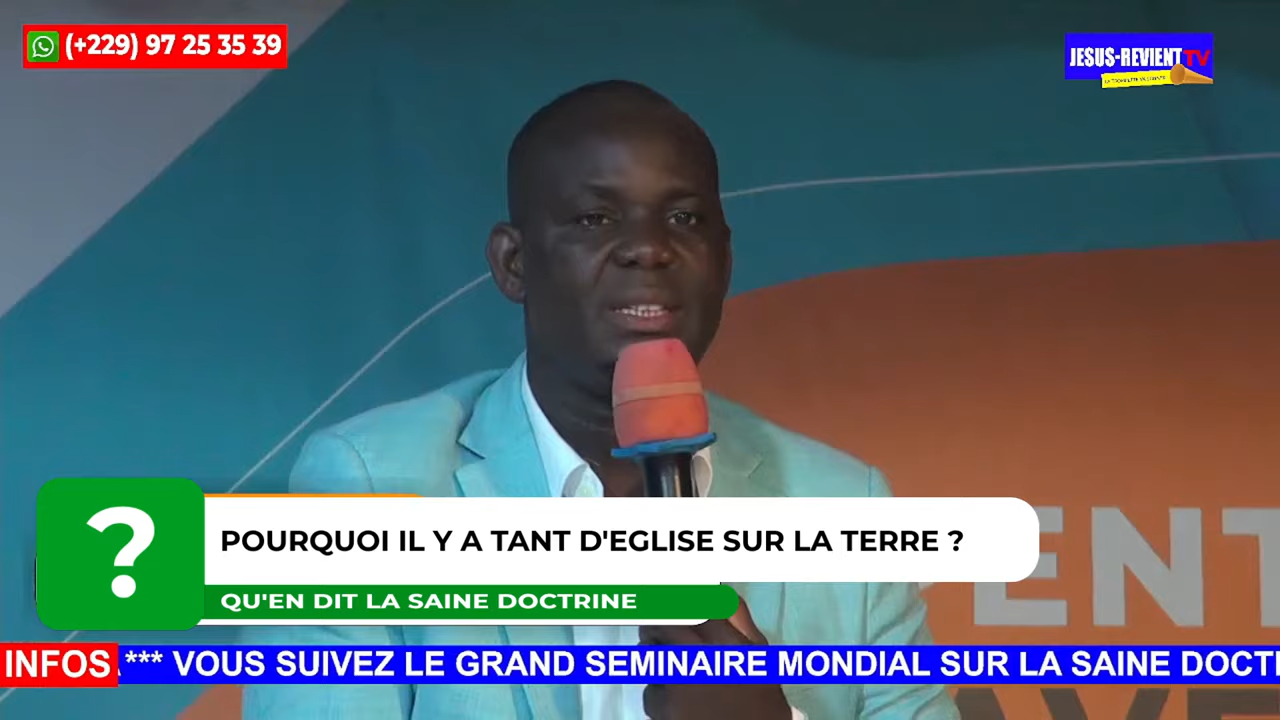 (+229) 97 25 35 39
JESUS-REVIENT TV
?
POURQUOI IL Y A TANT D'EGLISE SUR LA TERRE ?
QU'EN DIT LA SAINE DOCTRINE
ENT
INFOS *** VOUS SUIVEZ LE GRAND SEMINAIRE MONDIAL SUR LA SAINE DOCT